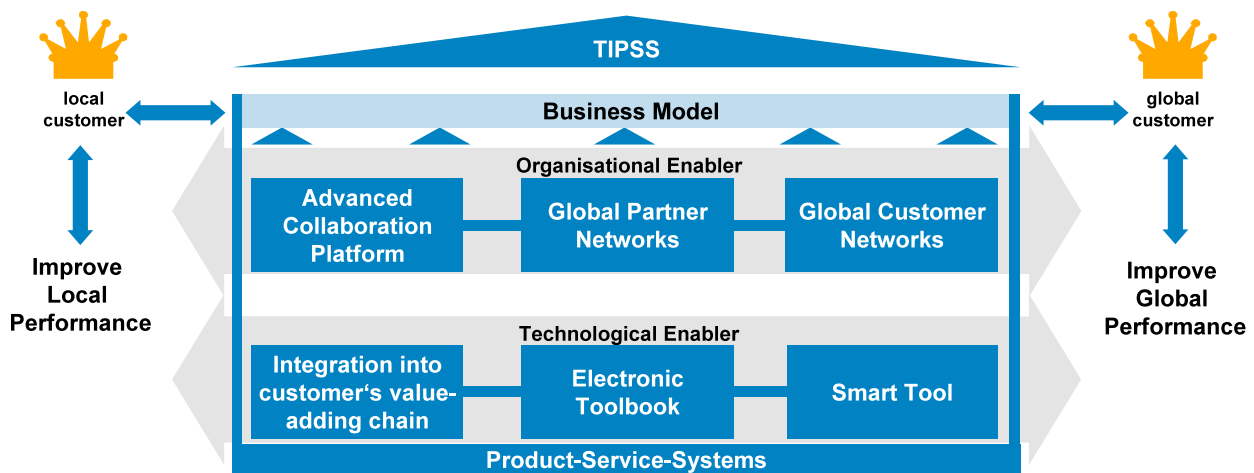 TIPSS
local
customer
Business Model
global
customer
Organisational Enabler
Advanced
Collaboration
Platform
Global Partner
Networks
Global Customer
Networks
Improve
Local
Performance
Improve
Global
Performance
Technological Enabler
Integration into
customer‘s value-
adding chain
Electronic
Toolbook
Smart Tool
Product-Service-Systems